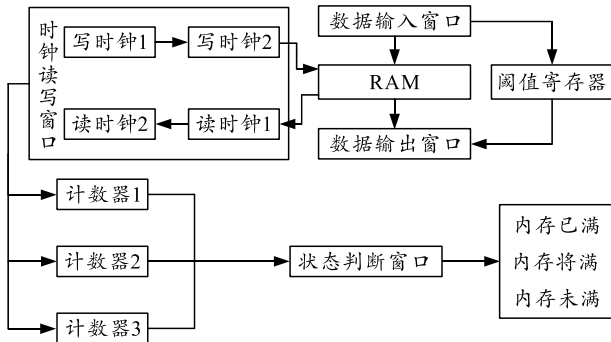 时钟读写窗口
写时钟1
写时钟2
读时钟2
读时钟1
数据输入窗口
RAM
阈值寄存器
数据输出窗口
计数器1
计数器2
计数器3
状态判断窗口
内存已满
内存将满
内存未满